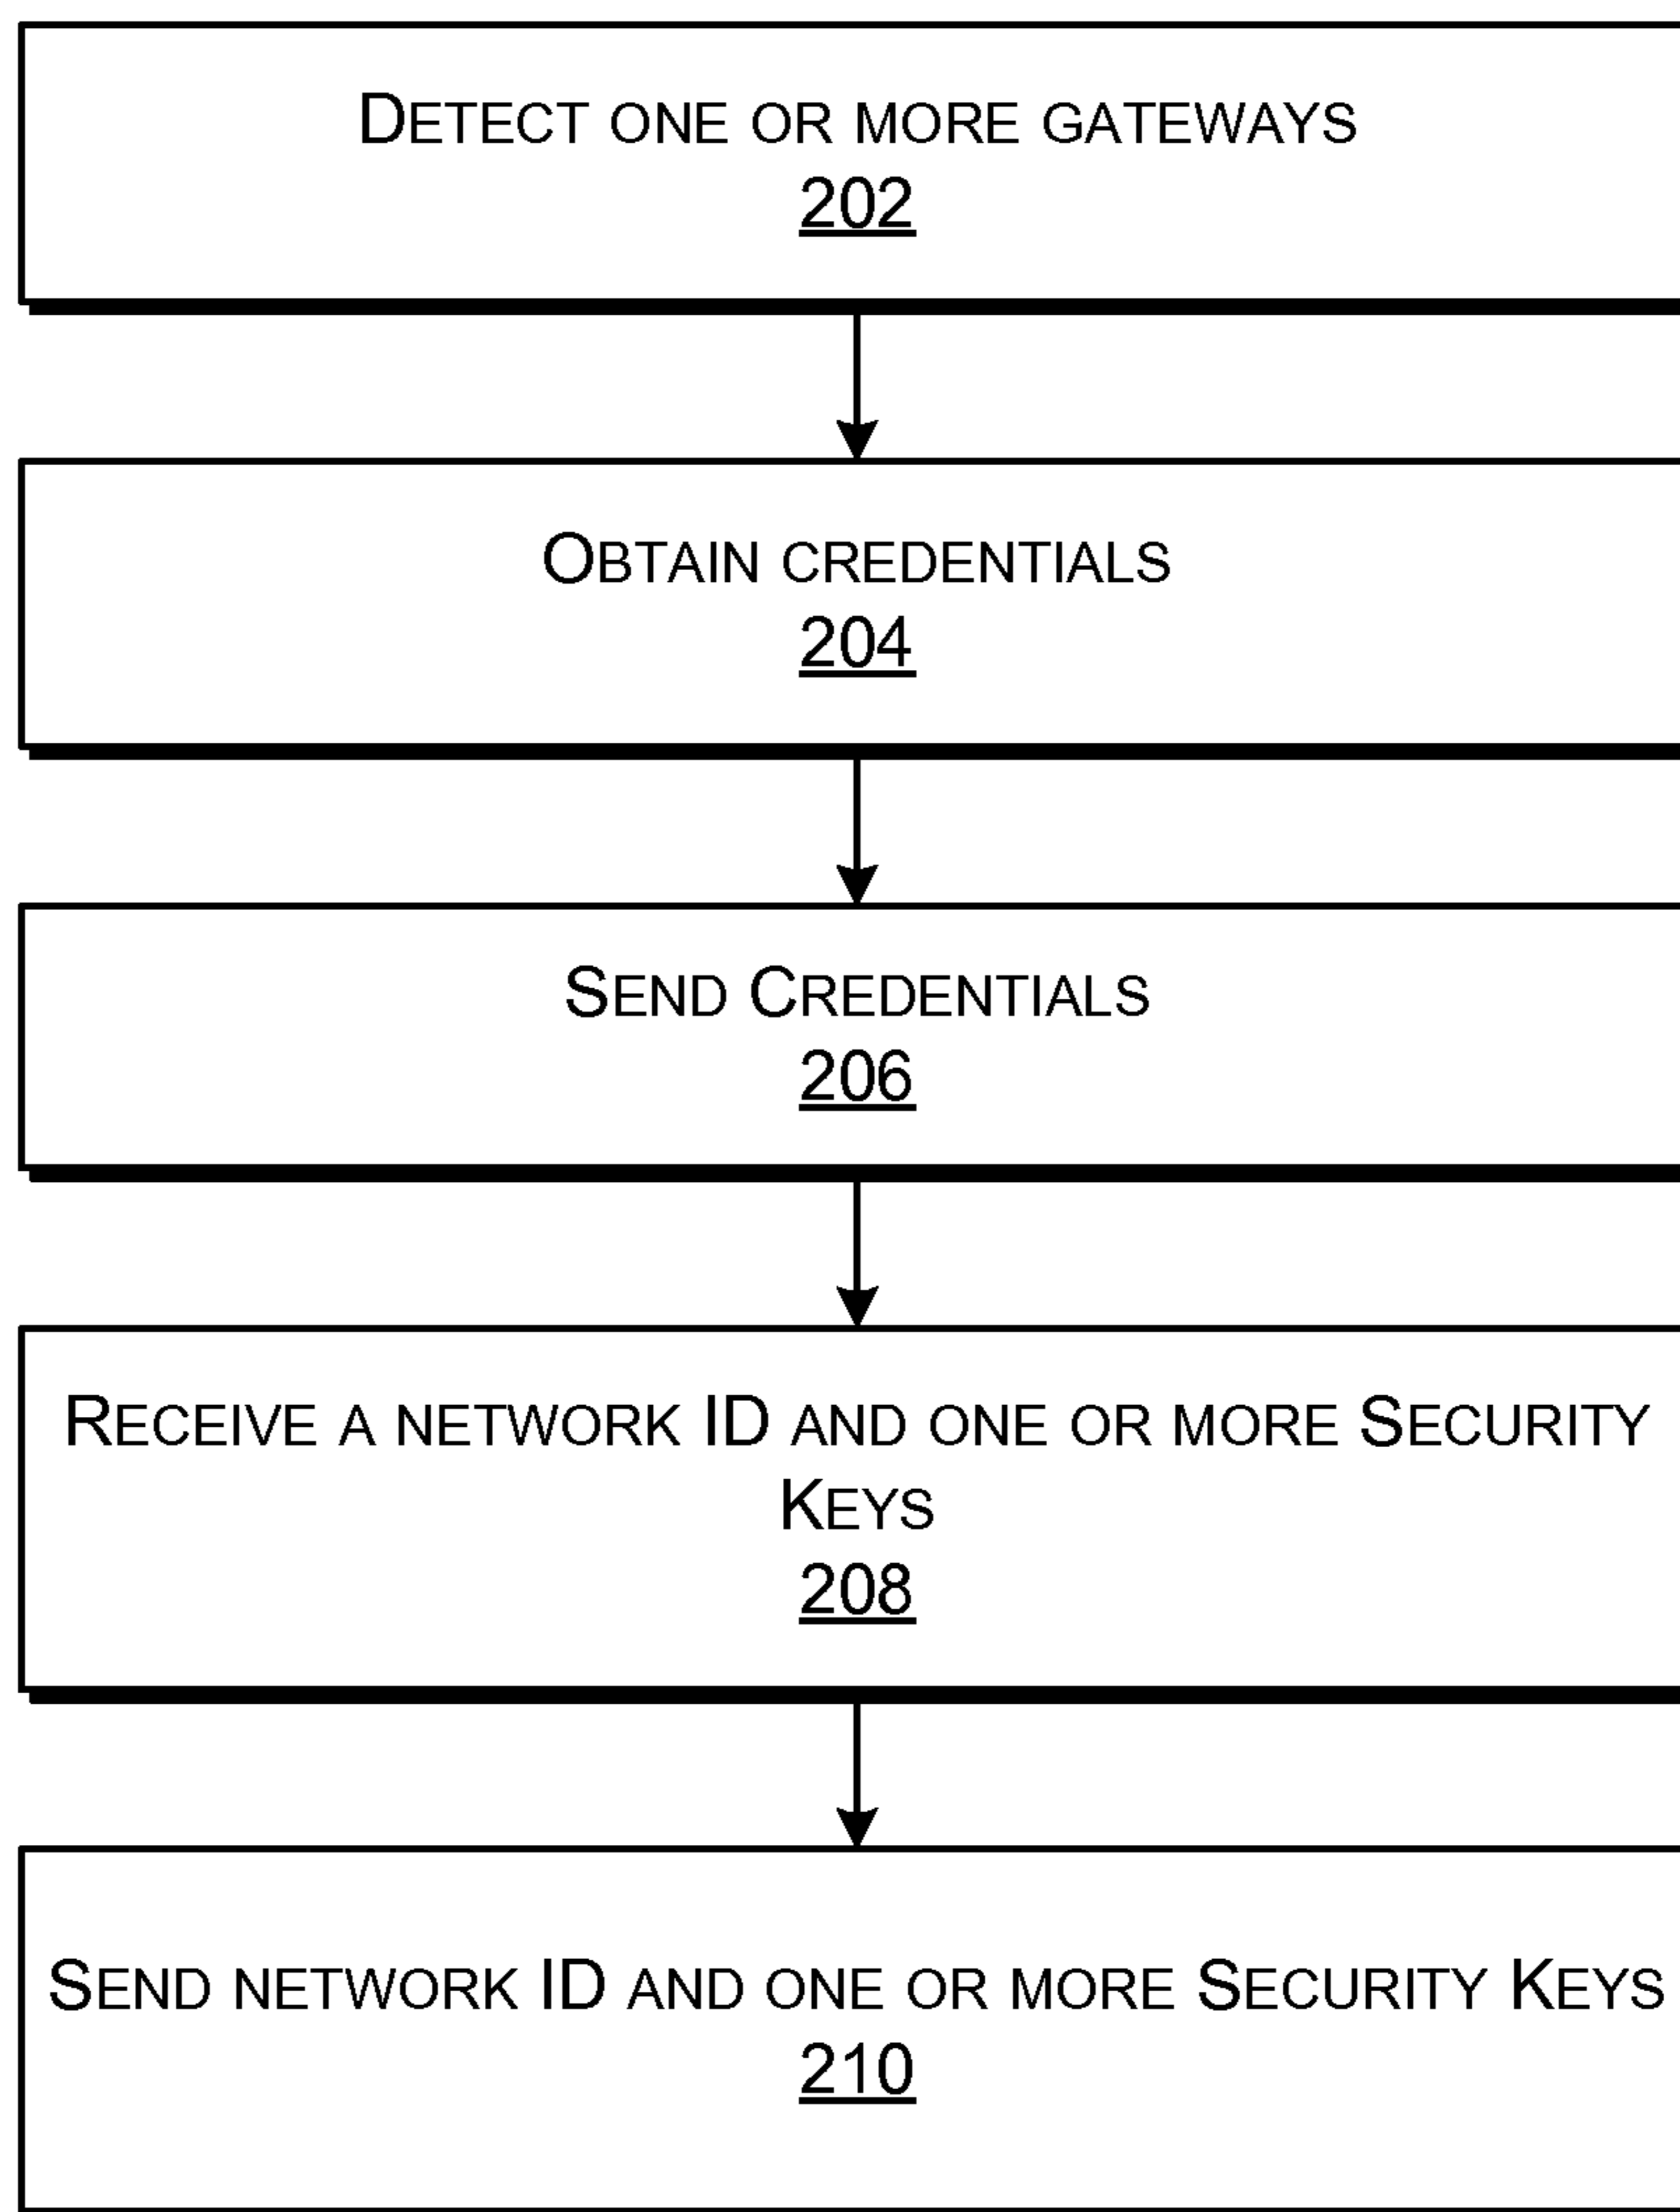 DETECT ONE OR MORE GATEWAYS
202
OBTAIN CREDENTIALS
204
SEND CREDENTIALS
206
RECEIVE A NETWORK ID AND ONE OR MORE SECURITY
KEYS
208
SEND NETWORK ID AND ONE OR MORE SECURITY KEYS
210